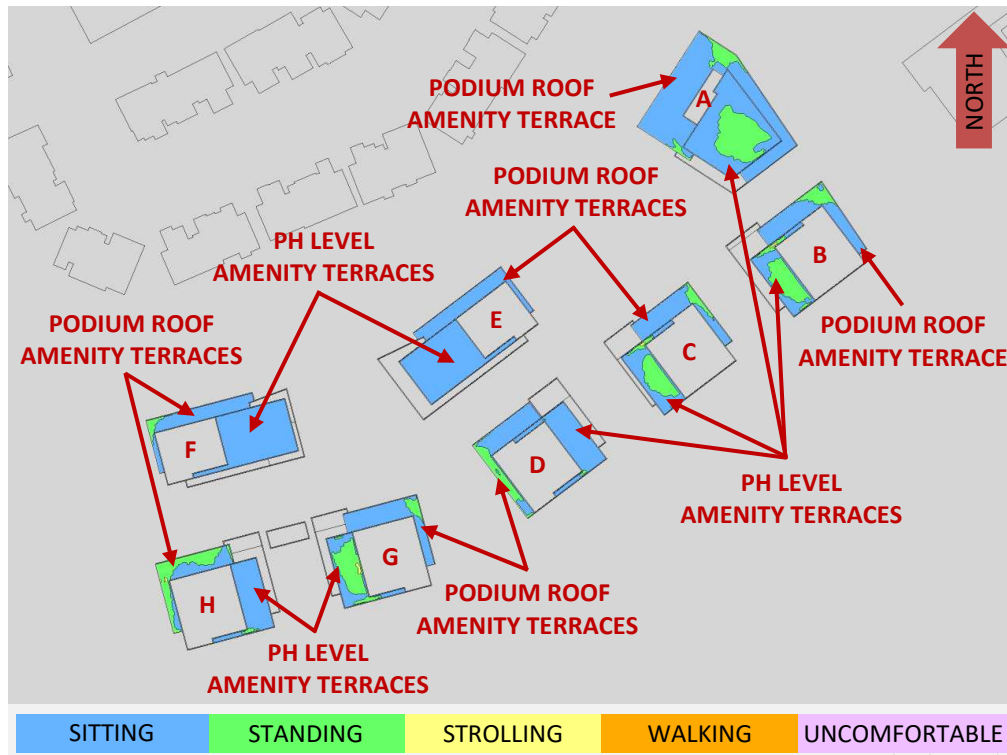 NORTH
PODIUM ROOF
AMENITY TERRACE
A
PODIUM ROOF
AMENITY TERRACES
PH LEVEL
AMENITY TERRACES
B
E
PODIUM ROOF
AMENITY TERRACES
PODIUM ROOF
AMENITY TERRACE
C
F
D
PH LEVEL
AMENITY TERRACES
G
PODIUM ROOF
AMENITY TERRACES
H
PH LEVEL
AMENITY TERRACES
SITTING
STANDING
STROLLING
WALKING
UNCOMFORTABLE